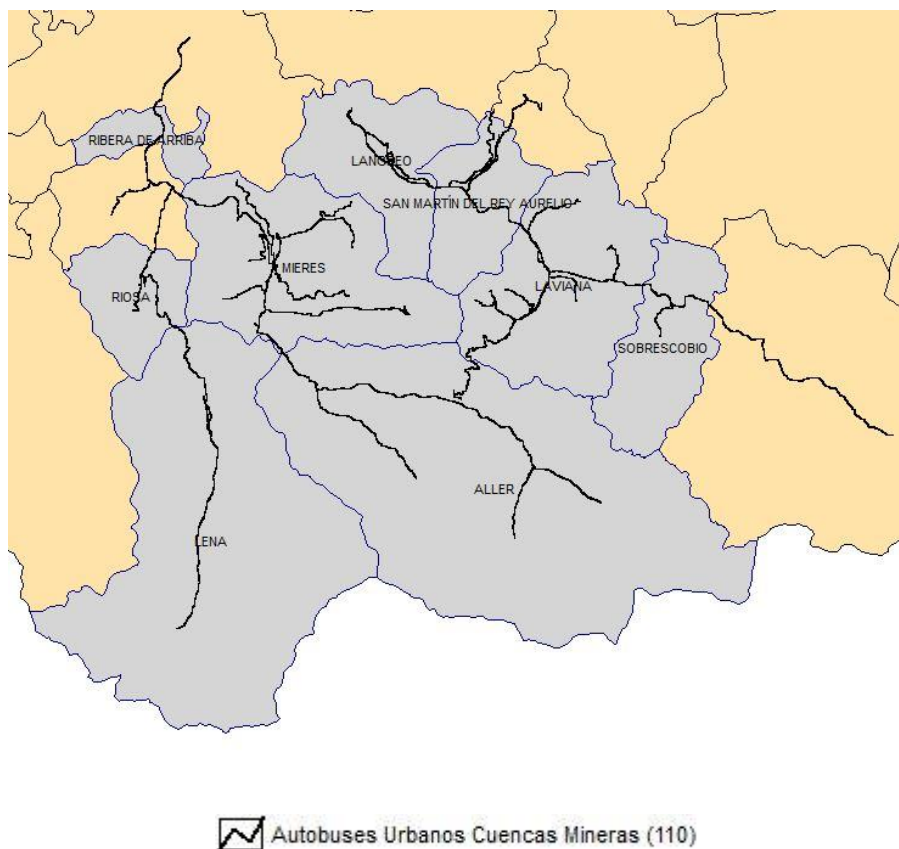 RIBERA DE ARRIBA
LANGREO
SAN MARTÍN DEL REY AURELIO
MIERES
RIOSA
LAVIANA
SOBRESCOBIO
ALLER
LENA
Autobuses Urbanos Cuencas Mineras (110)